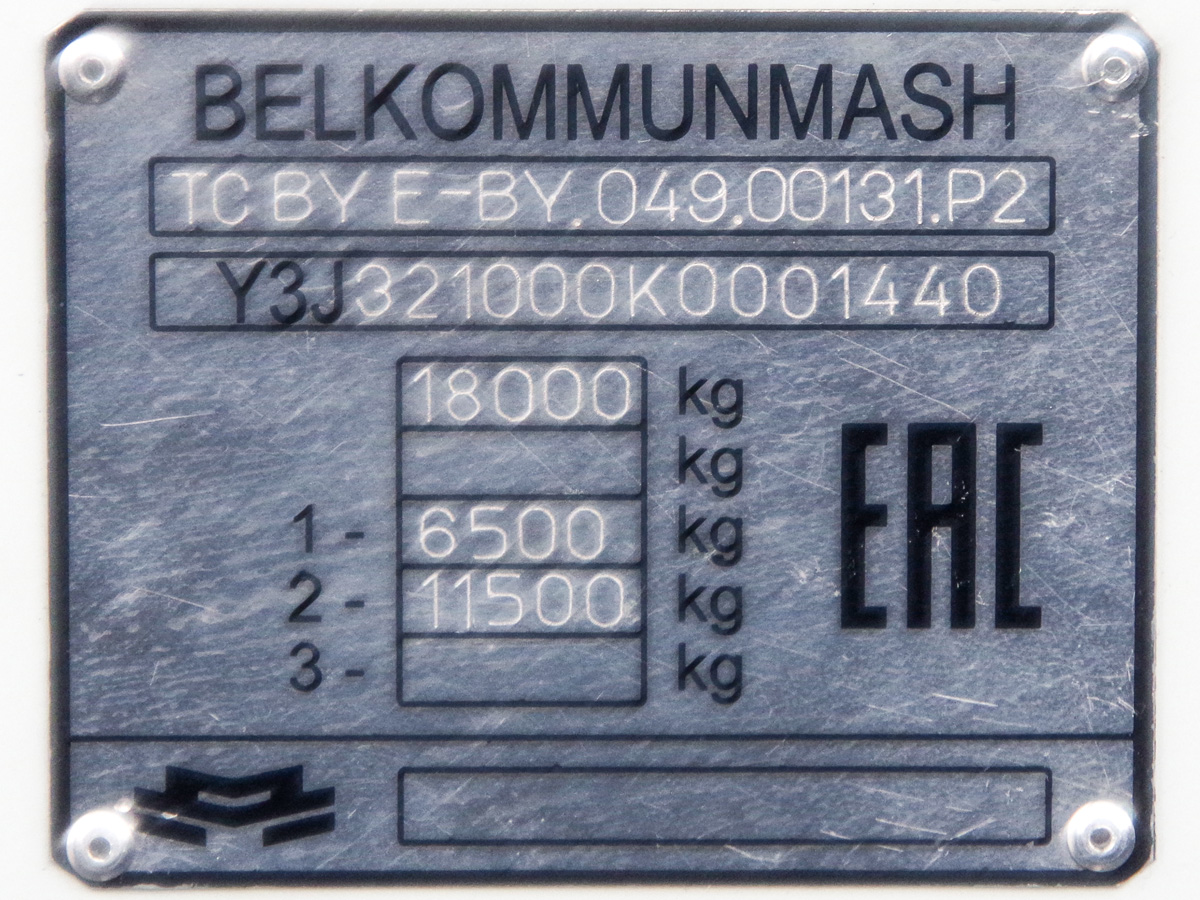 BELKOMMUNMASH
TC BY E-BY.049.00131.P2
Y3J321000K0001440
18000 kg
kg
1- 6500 kg
2- 11500 kg
3- kg
EAC